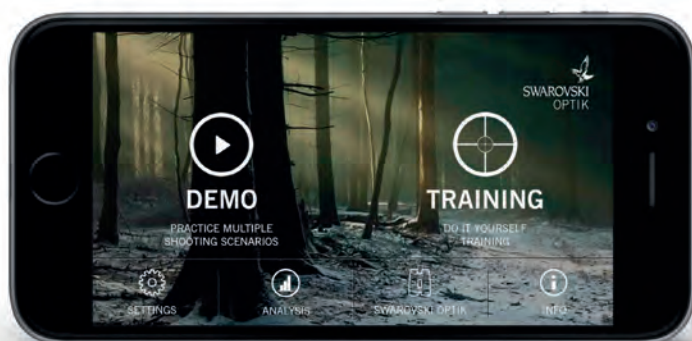 SWAROVSKI
OPTIK
DEMO
PRACTICE MULTIPLE
SHOOTING SCENARIOS
TRAINING
DO IT YOURSELF
TRAINING
SETTINGS
ANALYSIS
SWAROVSKI OPTIK
INFO